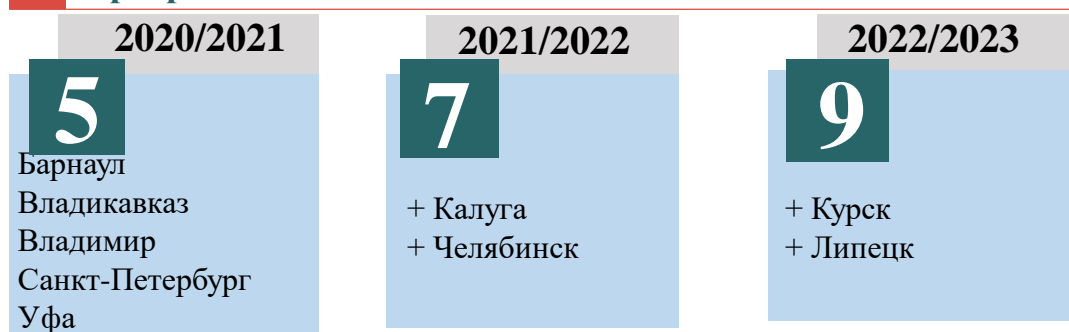 2020/2021
5
Барнаул
Владикавказ
Владимир
Санкт-Петербург
Уфа
2021/2022
7
+ Калуга
+ Челябинск
2022/2023
9
+ Курск
+ Липецк